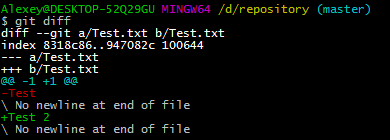 Alexey@DESKTOP-52Q29GU MINGW64 /d/repository (master)
$ git diff
diff --git a/Test.txt b/Test.txt
index 8318c86..947082c 100644
--- a/Test.txt
+++ b/Test.txt
@@ -1 +1 @@
-Test
\ No newline at end of file
+Test 2
\ No newline at end of file